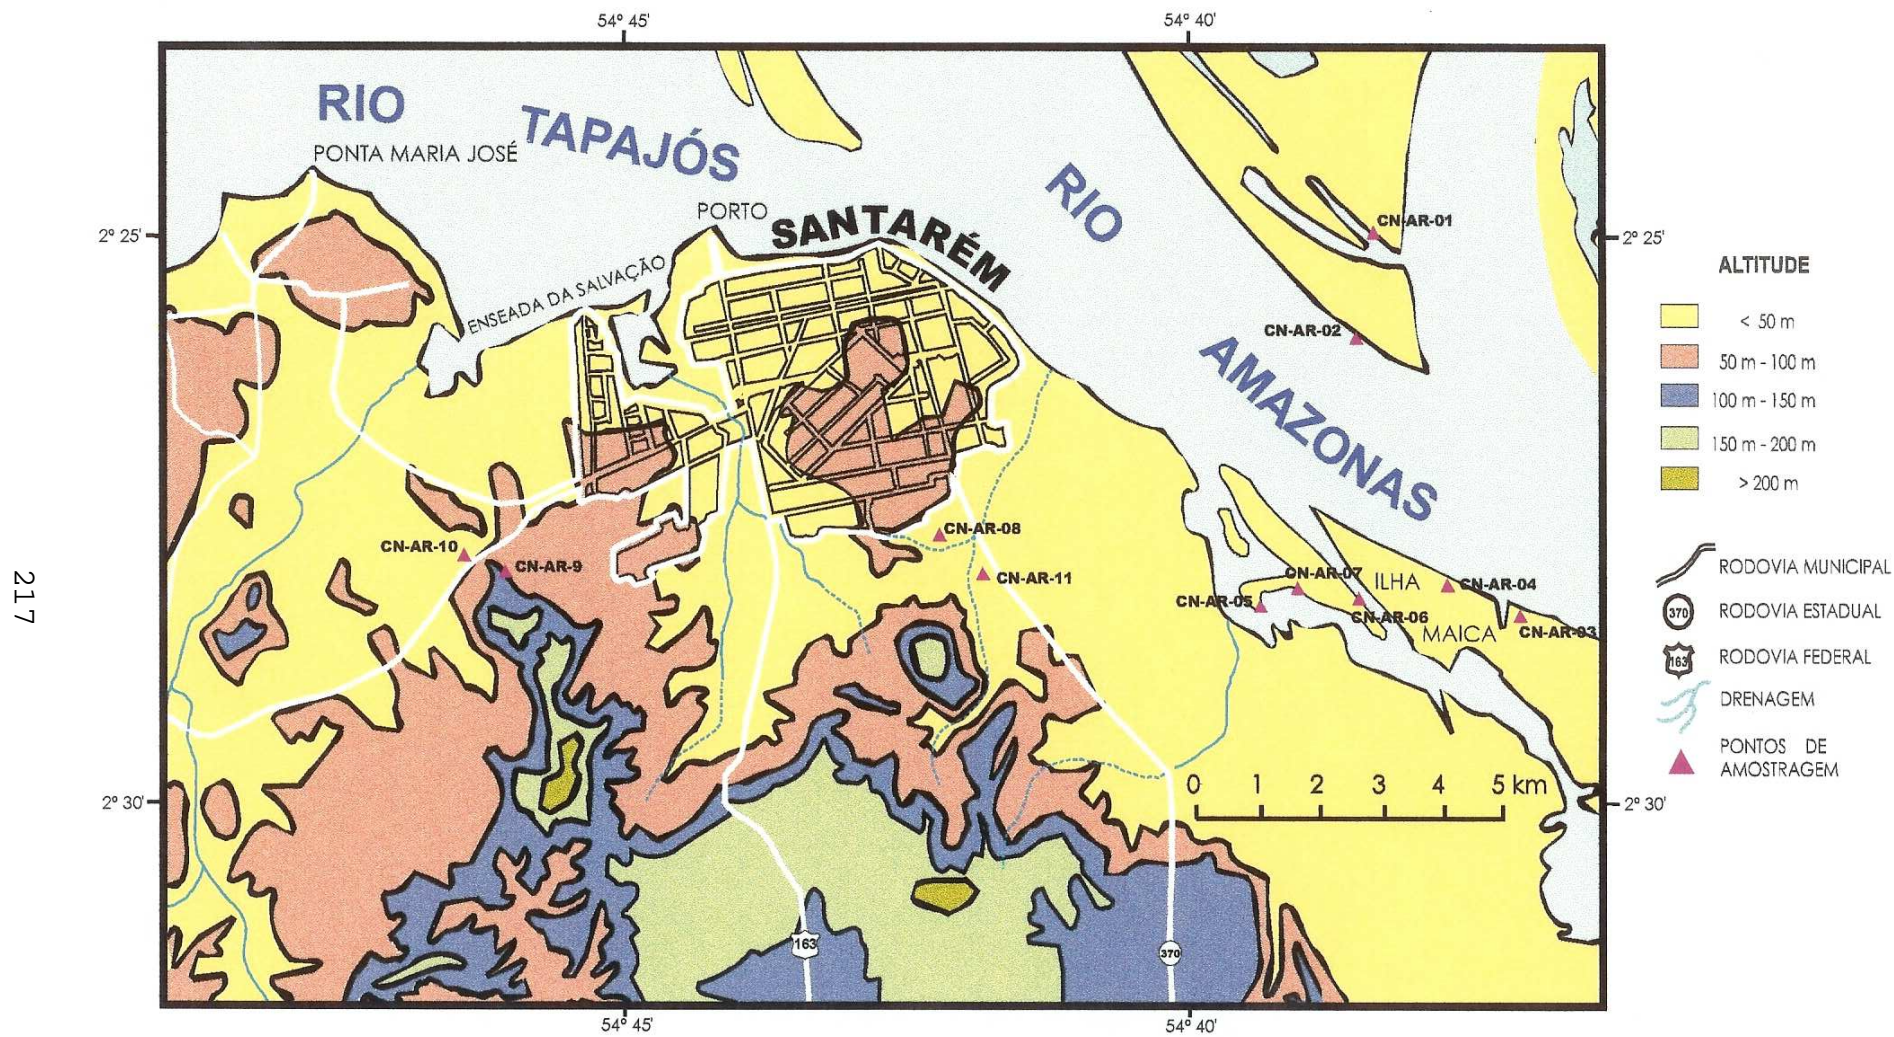 54° 45'
54° 40'
RIO
TAPAJÓS
PONTA MARIA JOSÉ
RIO
AMAZONAS
PORTO
SANTARÉM
ENSEADA DA SALVAÇÃO
2° 25'
2° 25'
CN-AR-01
CN-AR-02
CN-AR-08
CN-AR-10
CN-AR-9
CN-AR-11
CN-AR-07
ILHA
CN-AR-04
CN-AR-05
CN-AR-06
MAICA
CN-AR-03
ALTITUDE
< 50 m
50 m - 100 m
100 m - 150 m
150 m - 200 m
> 200 m
RODOVIA MUNICIPAL
370
RODOVIA ESTADUAL
163
RODOVIA FEDERAL
DRENAGEM
PONTOS DE
AMOSTRAGEM
0 1 2 3 4 5 km
2° 30'
2° 30'
163
370
54° 45'
54° 40'
217